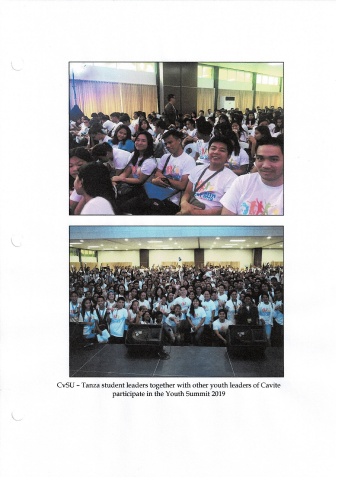 CvSU – Tanza student leaders together with other youth leaders of Cavite
participate in the Youth Summit 2019